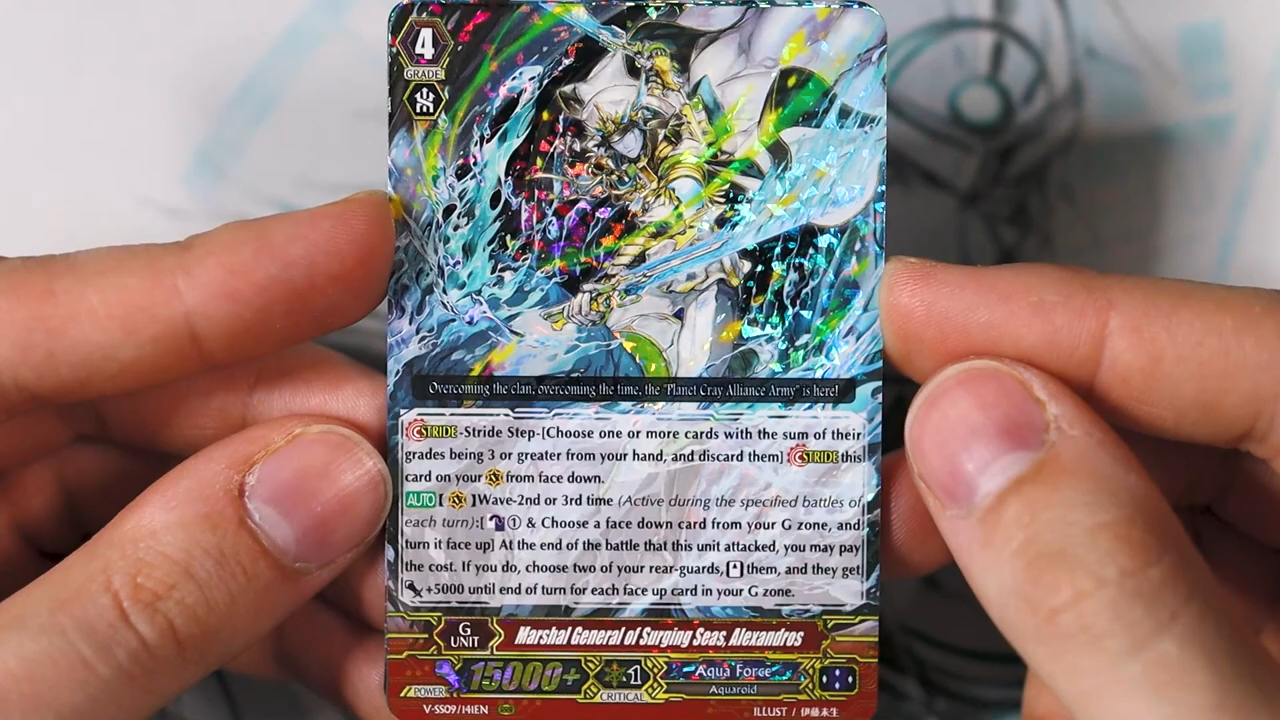 4
GRADE
Overcoming the clan, overcoming the time, the "Planet Cray Alliance Army" is here!
STRIDE-Stride Step-[Choose one or more cards with the sum of their
grades being 3 or greater from your hand, and discard them] STRIDE this
card on your from face down.
AUTO [ ]Wave-2nd or 3rd time (Active during the specified battles of
each turn):[ ① & Choose a face down card from your G zone, and
turn it face up] At the end of the battle that this unit attacked, you may pay
the cost. If you do, choose two of your rear-guards, them, and they get
+5000 until end of turn for each face up card in your G zone.
G UNIT
Marshal General of Surging Seas, Alexandros
POWER 15000+
1 CRITICAL
Aqua Force
Aquaroid
V-SS09/141EN
ILLUST / 伊藤未生